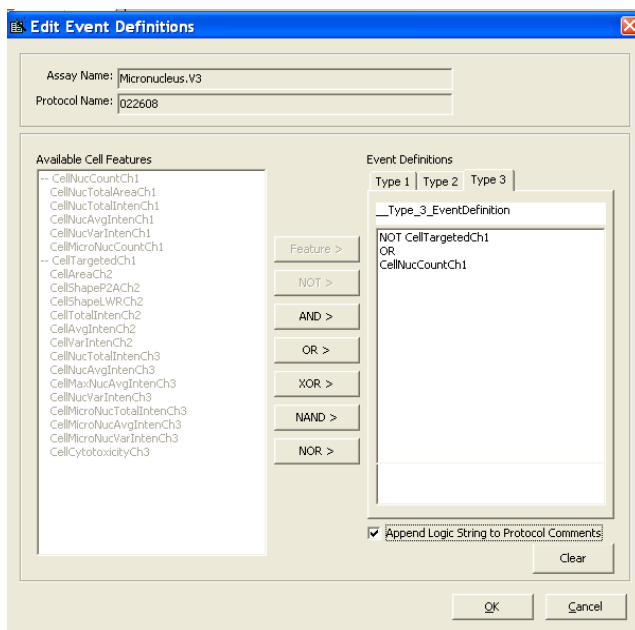 Edit Event Definitions
Assay Name: Micronucleus.V3
Protocol Name: 022608
Available Cell Features
-- CellNucCountCh1
CellNucTotalAreaCh1
CellNucTotalIntenCh1
CellNucAvgIntenCh1
CellNucVarIntenCh1
CellMicroNucCountCh1
-- CellTargetedCh1
CellAreaCh2
CellShapeP2ACh2
CellShapeLWRCh2
CellTotalIntenCh2
CellAvgIntenCh2
CellVarIntenCh2
CellNucTotalIntenCh3
CellNucAvgIntenCh3
CellMaxNucAvgIntenCh3
CellNucVarIntenCh3
CellMicroNucTotalIntenCh3
CellMicroNucAvgIntenCh3
CellMicroNucVarIntenCh3
CellCytotoxicityCh3
Feature >
NOT >
AND >
OR >
XOR >
NAND >
NOR >
Event Definitions
Type 1 Type 2 Type 3
__Type_3_EventDefinition
NOT CellTargetedCh1
OR
CellNucCountCh1
Append Logic String to Protocol Comments
Clear
OK Cancel